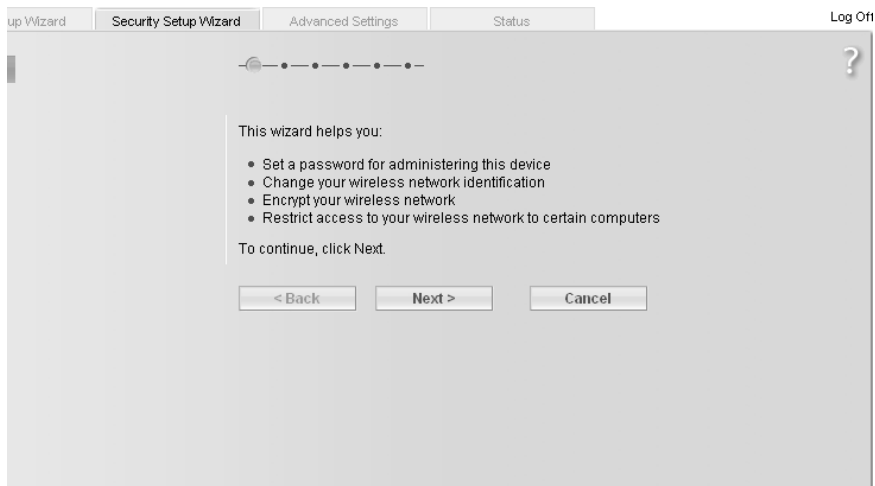 up Wizard Security Setup Wizard Advanced Settings Status Log Off
?
This wizard helps you:
• Set a password for administering this device
• Change your wireless network identification
• Encrypt your wireless network
• Restrict access to your wireless network to certain computers
To continue, click Next.
< Back Next > Cancel